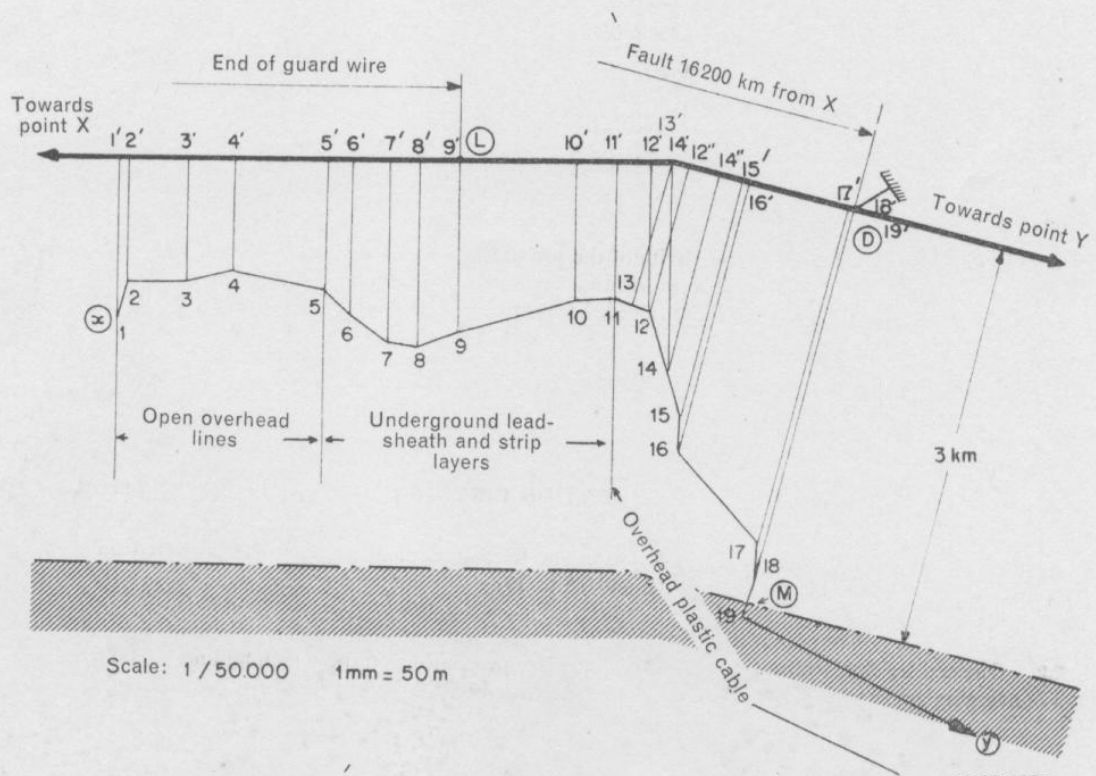 End of guard wire
Fault 16200 km from X
Towards
point X
1' 2' 3' 4' 5' 6' 7' 8' 9' L 10' 11' 12' 13' 14' 12" 14" 15' 16' 17' 18' 19'
D
Towards point Y
x 1 2 3 4 5 6 7 8 9 10 11 12 13 14 15 16 17 18 19
M
Open overhead
lines
Underground lead-
sheath and strip
layers
3 km
Overhead plastic cable
Scale: 1/50.000 1mm = 50 m
y